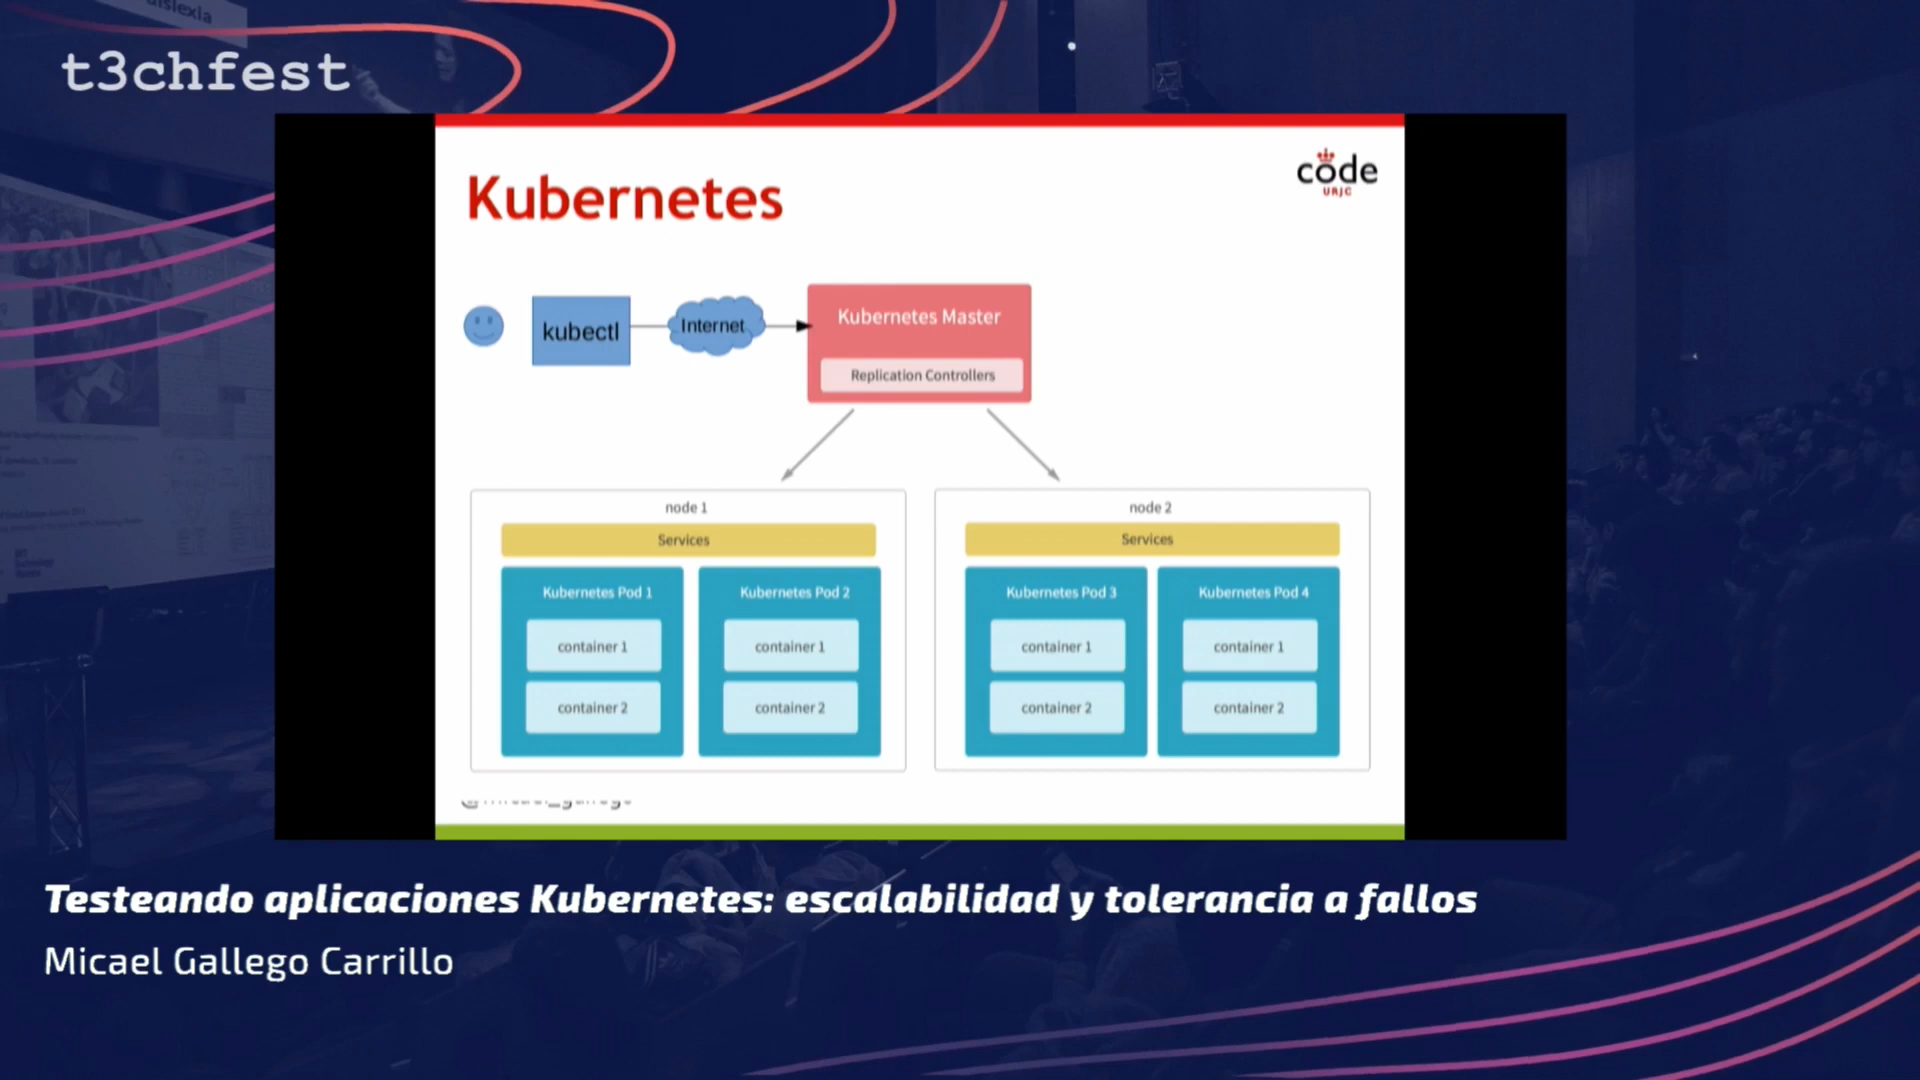 t3chfest
Kubernetes
code
URJC
kubectl
Internet
Kubernetes Master
Replication Controllers
node 1
Services
Kubernetes Pod 1
container 1
container 2
Kubernetes Pod 2
container 1
container 2
node 2
Services
Kubernetes Pod 3
container 1
container 2
Kubernetes Pod 4
container 1
container 2
Testeando aplicaciones Kubernetes: escalabilidad y tolerancia a fallos
Micael Gallego Carrillo